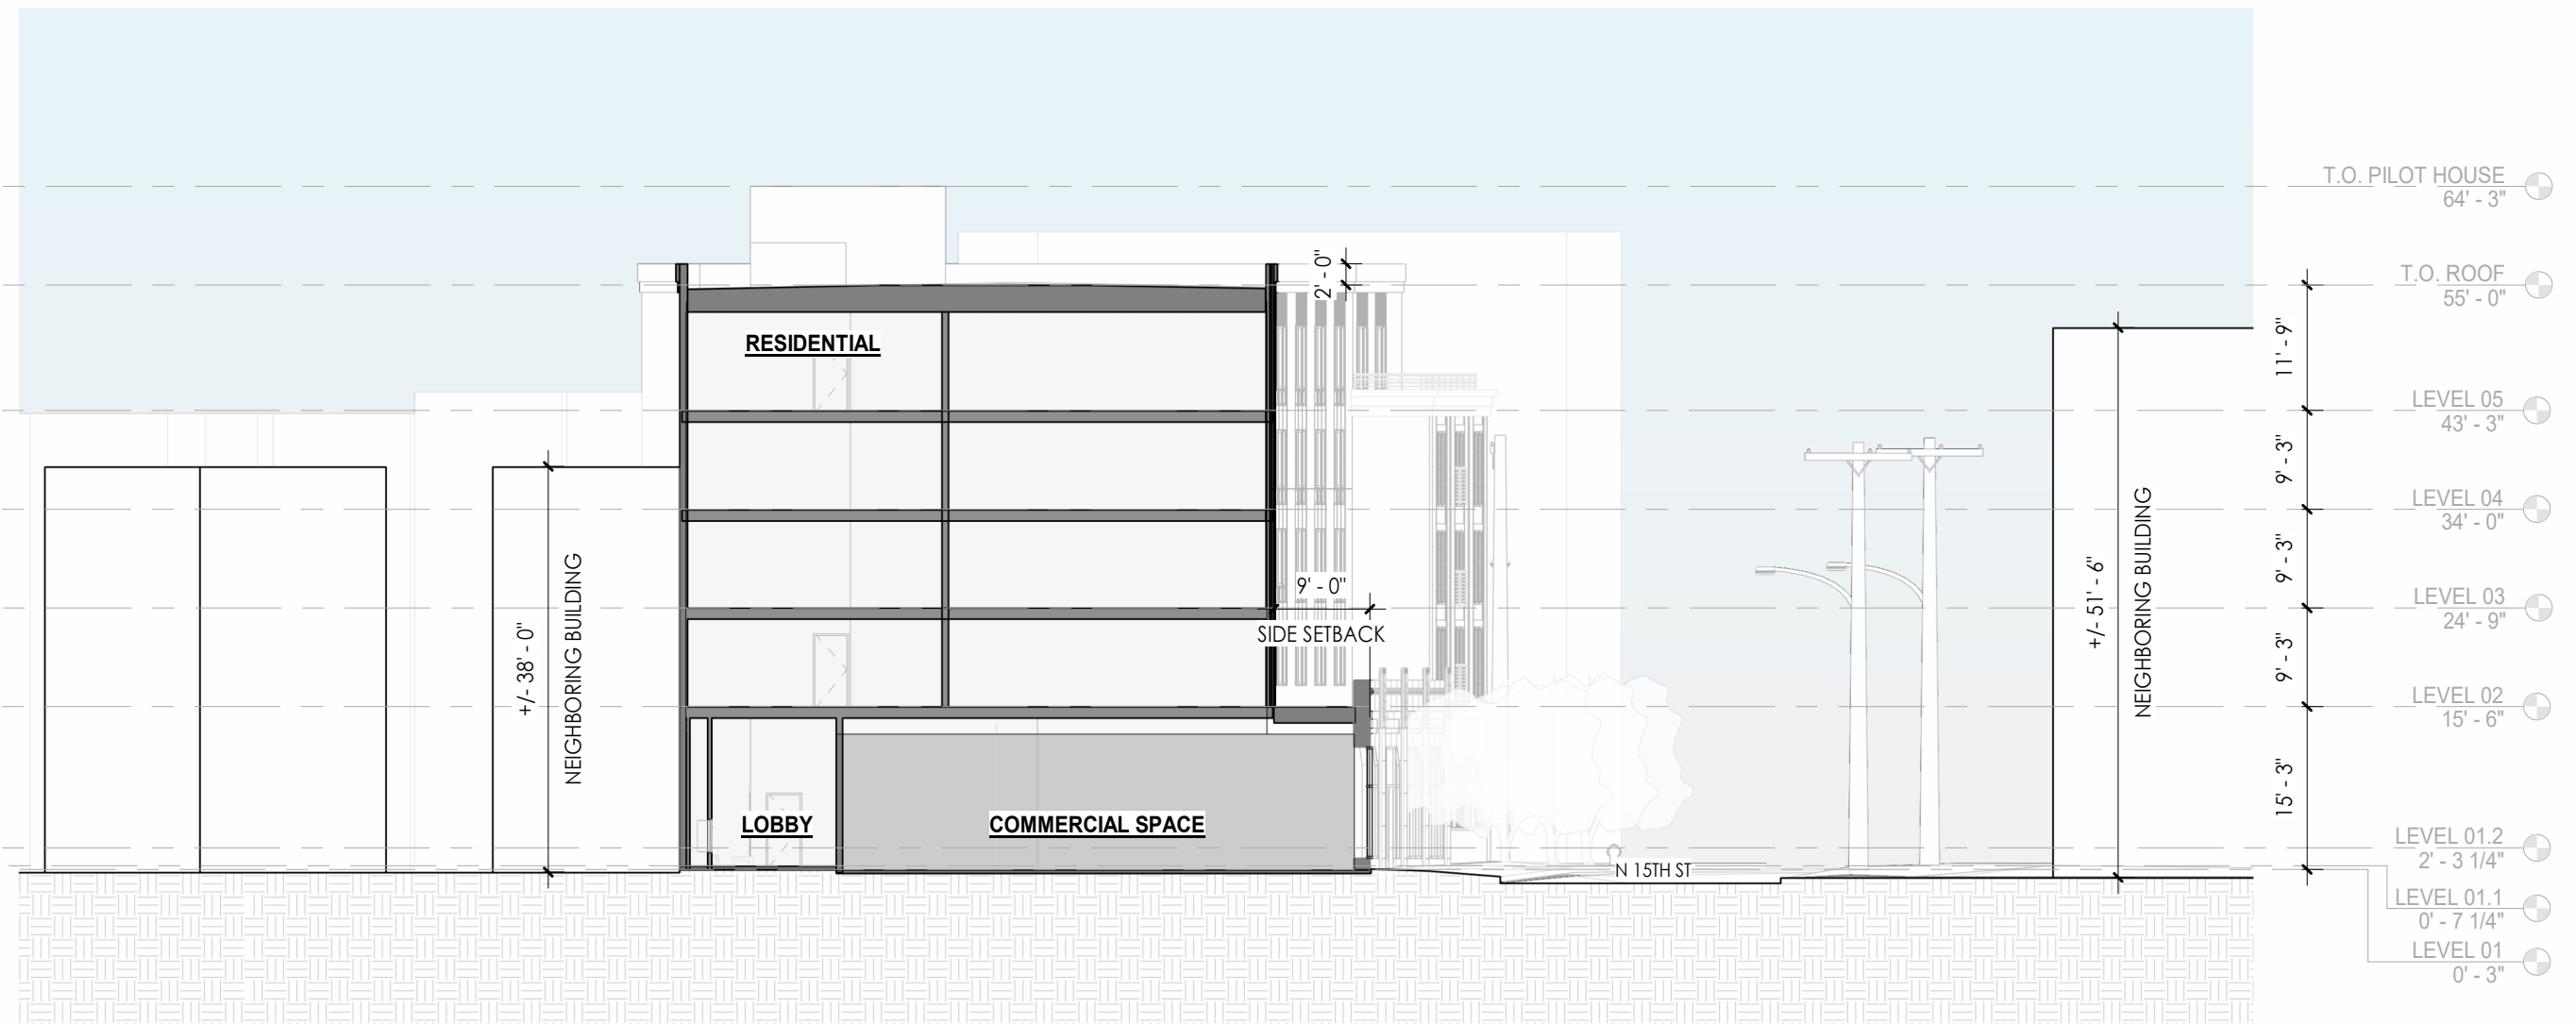 T.O. PILOT HOUSE
64' - 3"
2' - 0"
T.O. ROOF
55' - 0"
RESIDENTIAL
11' - 9"
LEVEL 05
43' - 3"
9' - 3"
LEVEL 04
34' - 0"
9' - 3"
9' - 0"
LEVEL 03
24' - 9"
SIDE SETBACK
+/- 38' - 0"
NEIGHBORING BUILDING
+/- 51' - 6"
NEIGHBORING BUILDING
9' - 3"
LEVEL 02
15' - 6"
15' - 3"
LOBBY
COMMERCIAL SPACE
LEVEL 01.2
2' - 3 1/4"
N 15TH ST
LEVEL 01.1
0' - 7 1/4"
LEVEL 01
0' - 3"